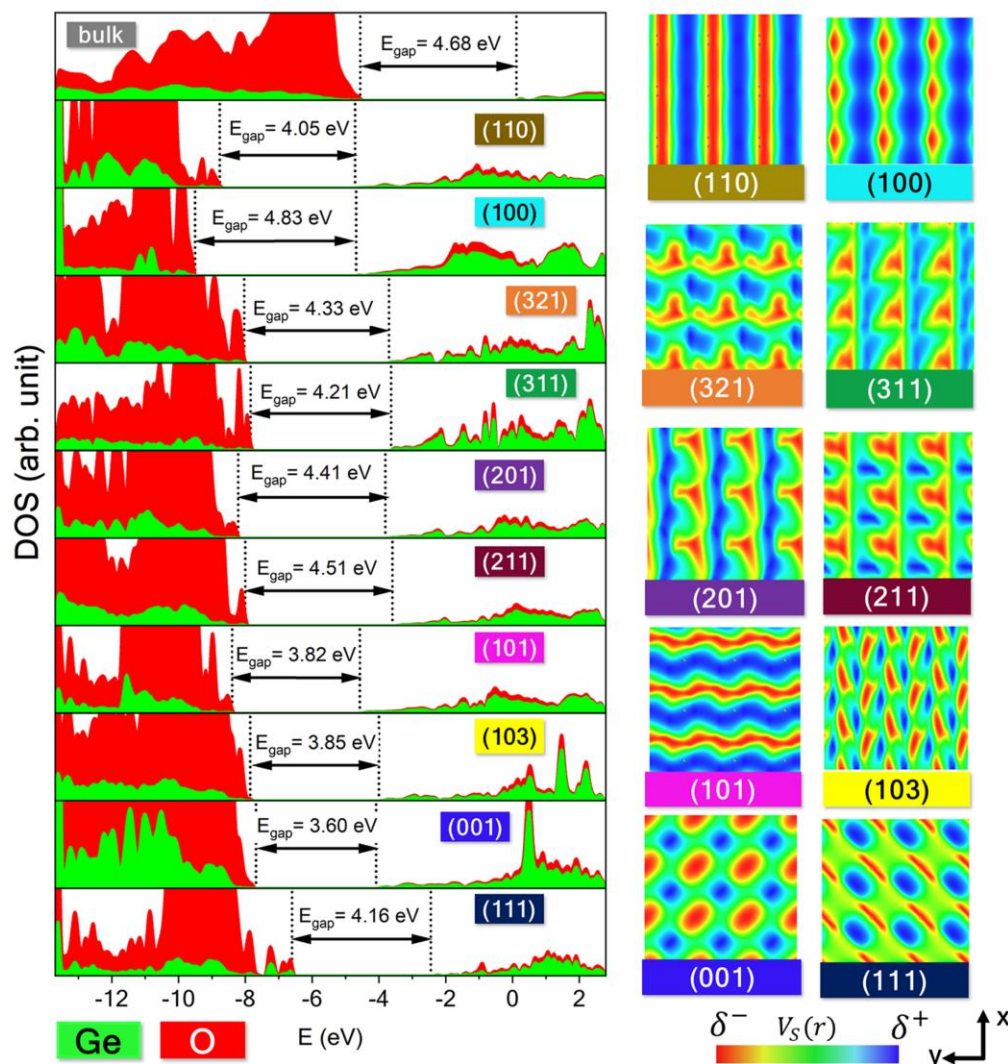 DOS (arb. unit)
bulk
E_gap= 4.68 eV
E_gap= 4.05 eV
(110)
E_gap= 4.83 eV
(100)
(321)
E_gap= 4.33 eV
E_gap= 4.21 eV
(311)
E_gap= 4.41 eV
(201)
(211)
E_gap= 4.51 eV
E_gap= 3.82 eV
(101)
E_gap= 3.85 eV
(103)
E_gap= 3.60 eV
(001)
E_gap= 4.16 eV
(111)
-12 -10 -8 -6 -4 -2 0 2
E (eV)
Ge O
(110) (100)
(321) (311)
(201) (211)
(101) (103)
(001) (111)
δ⁻ V_S(r) δ⁺
x
y